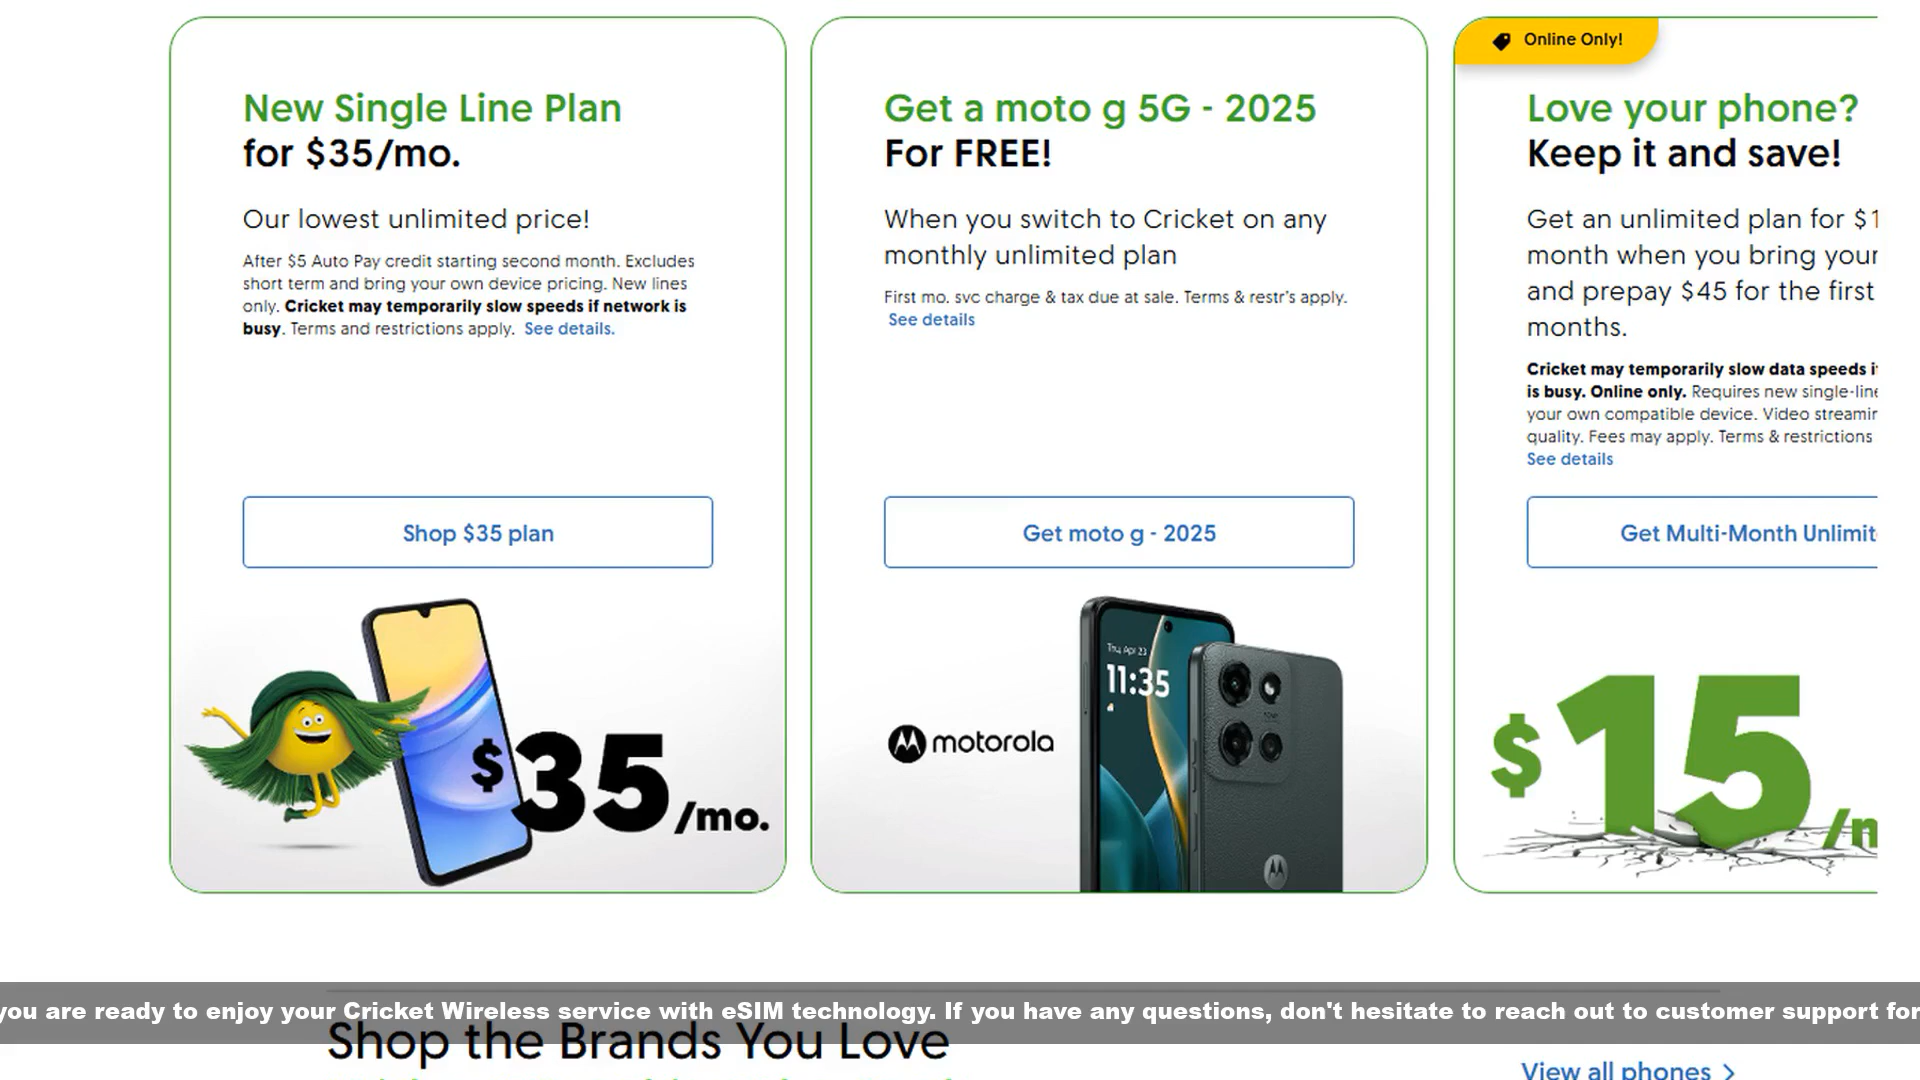 New Single Line Plan
for $35/mo.
Our lowest unlimited price!
After $5 Auto Pay credit starting second month. Excludes
short term and bring your own device pricing. New lines
only. Cricket may temporarily slow speeds if network is
busy. Terms and restrictions apply. See details.
Shop $35 plan
$35/mo.
Get a moto g 5G - 2025
For FREE!
When you switch to Cricket on any
monthly unlimited plan
First mo. svc charge & tax due at sale. Terms & restr's apply.
See details
Get moto g - 2025
Thu, Apr 23
11:35
motorola
Online Only!
Love your phone?
Keep it and save!
Get an unlimited plan for $1
month when you bring your
and prepay $45 for the first
months.
Cricket may temporarily slow data speeds
is busy. Online only. Requires new single-line
your own compatible device. Video
quality. Fees may apply. Terms & restrictions
See details
Get Multi-Month
$15
you are ready to enjoy your Cricket Wireless service with eSIM technology. If you have any questions, don't hesitate to reach out to customer support for
Shop the Brands You Love
View all phones